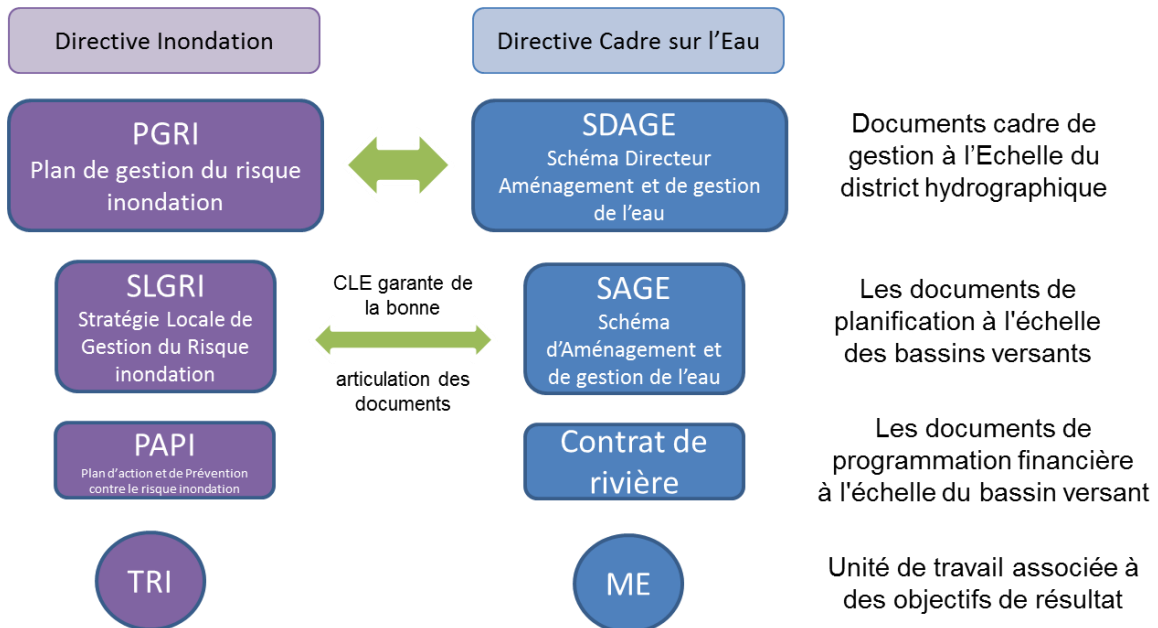 Directive Inondation
Directive Cadre sur l'Eau
PGRI
Plan de gestion du risque
inondation
SDAGE
Schéma Directeur
Aménagement et de gestion
de l'eau
Documents cadre de
gestion à l'Echelle du
district hydrographique
SLGRI
Stratégie Locale de
Gestion du Risque
inondation
CLE garante de
la bonne
articulation des
documents
SAGE
Schéma
d'Aménagement et
de gestion de l'eau
Les documents de
planification à l'échelle
des bassins versants
PAPI
Plan d'action et de Prévention
contre le risque inondation
Contrat de
rivière
Les documents de
programmation financière
à l'échelle du bassin versant
TRI
ME
Unité de travail associée à
des objectifs de résultat